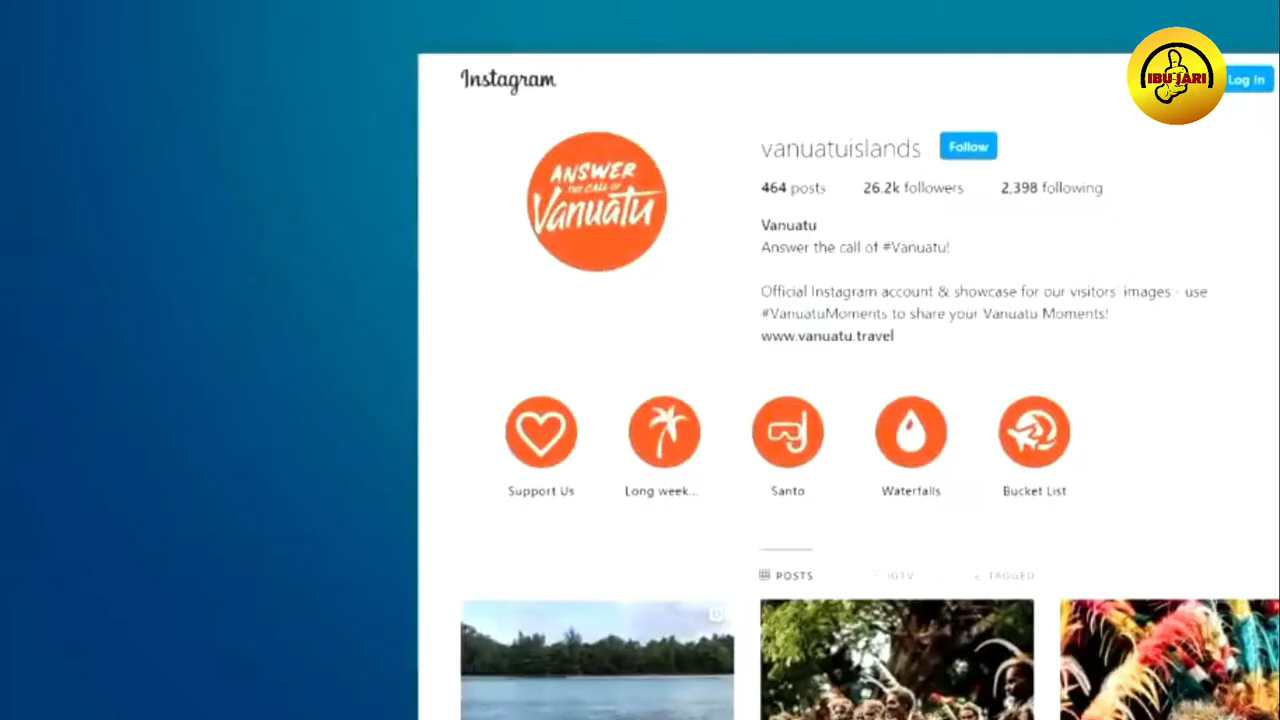 Instagram
IBU JARI
Log In
ANSWER
THE CALL OF
Vanuatu
vanuatuislands
Follow
464 posts
26.2k followers
2,398 following
Vanuatu
Answer the call of #Vanuatu!
Official Instagram account & showcase for our visitors' images - use
#VanuatuMoments to share your Vanuatu Moments!
www.vanuatu.travel
Support Us
Long week...
Santo
Waterfalls
Bucket List
POSTS
IGTV
TAGGED